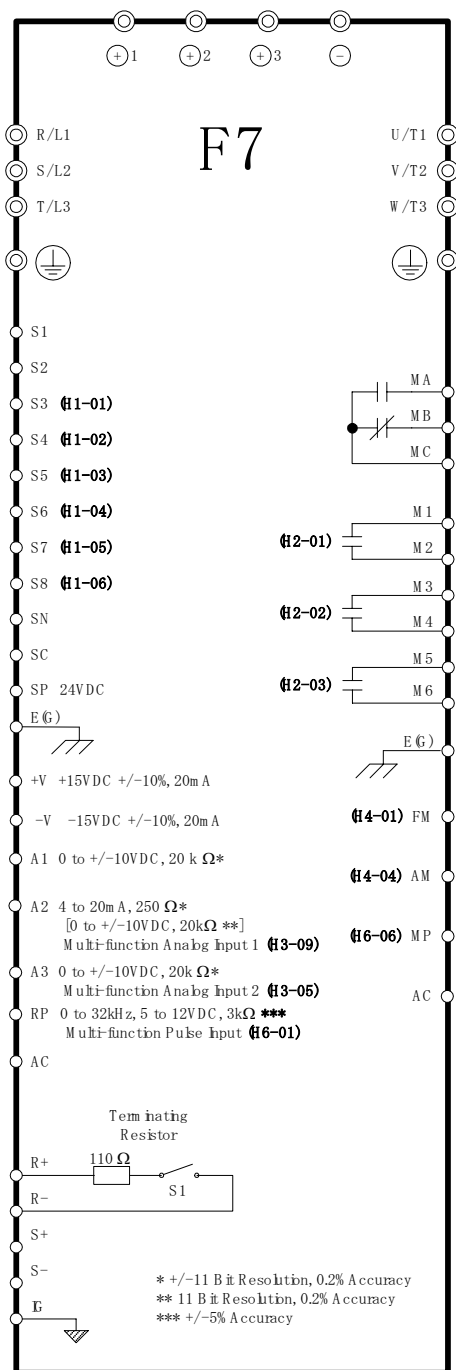 +1 +2 +3 -
F7
R/L1 U/T1
S/L2 V/T2
T/L3 W/T3
S1
S2
S3 (H1-01)
S4 (H1-02)
S5 (H1-03)
S6 (H1-04)
S7 (H1-05)
S8 (H1-06)
SN
SC
SP 24VDC
E(G)
+V +15VDC +/-10%, 20mA
-V -15VDC +/-10%, 20mA
A1 0 to +/-10VDC, 20 k Ω*
A2 4 to 20mA, 250 Ω*
[0 to +/-10VDC, 20kΩ **]
Multi-function Analog Input 1 (H3-09)
A3 0 to +/-10VDC, 20k Ω*
Multi-function Analog Input 2 (H3-05)
RP 0 to 32kHz, 5 to 12VDC, 3kΩ ***
Multi-function Pulse Input (H6-01)
AC
MA
MB
MC
M1
(H2-01)
M2
M3
(H2-02)
M4
M5
(H2-03)
M6
E(G)
(H4-01) FM
(H4-04) AM
(H6-06) MP
AC
Terminating
Resistor
R+ 110 Ω
S1
R-
S+
S-
IG
* +/-11 Bit Resolution, 0.2% Accuracy
** 11 Bit Resolution, 0.2% Accuracy
*** +/-5% Accuracy